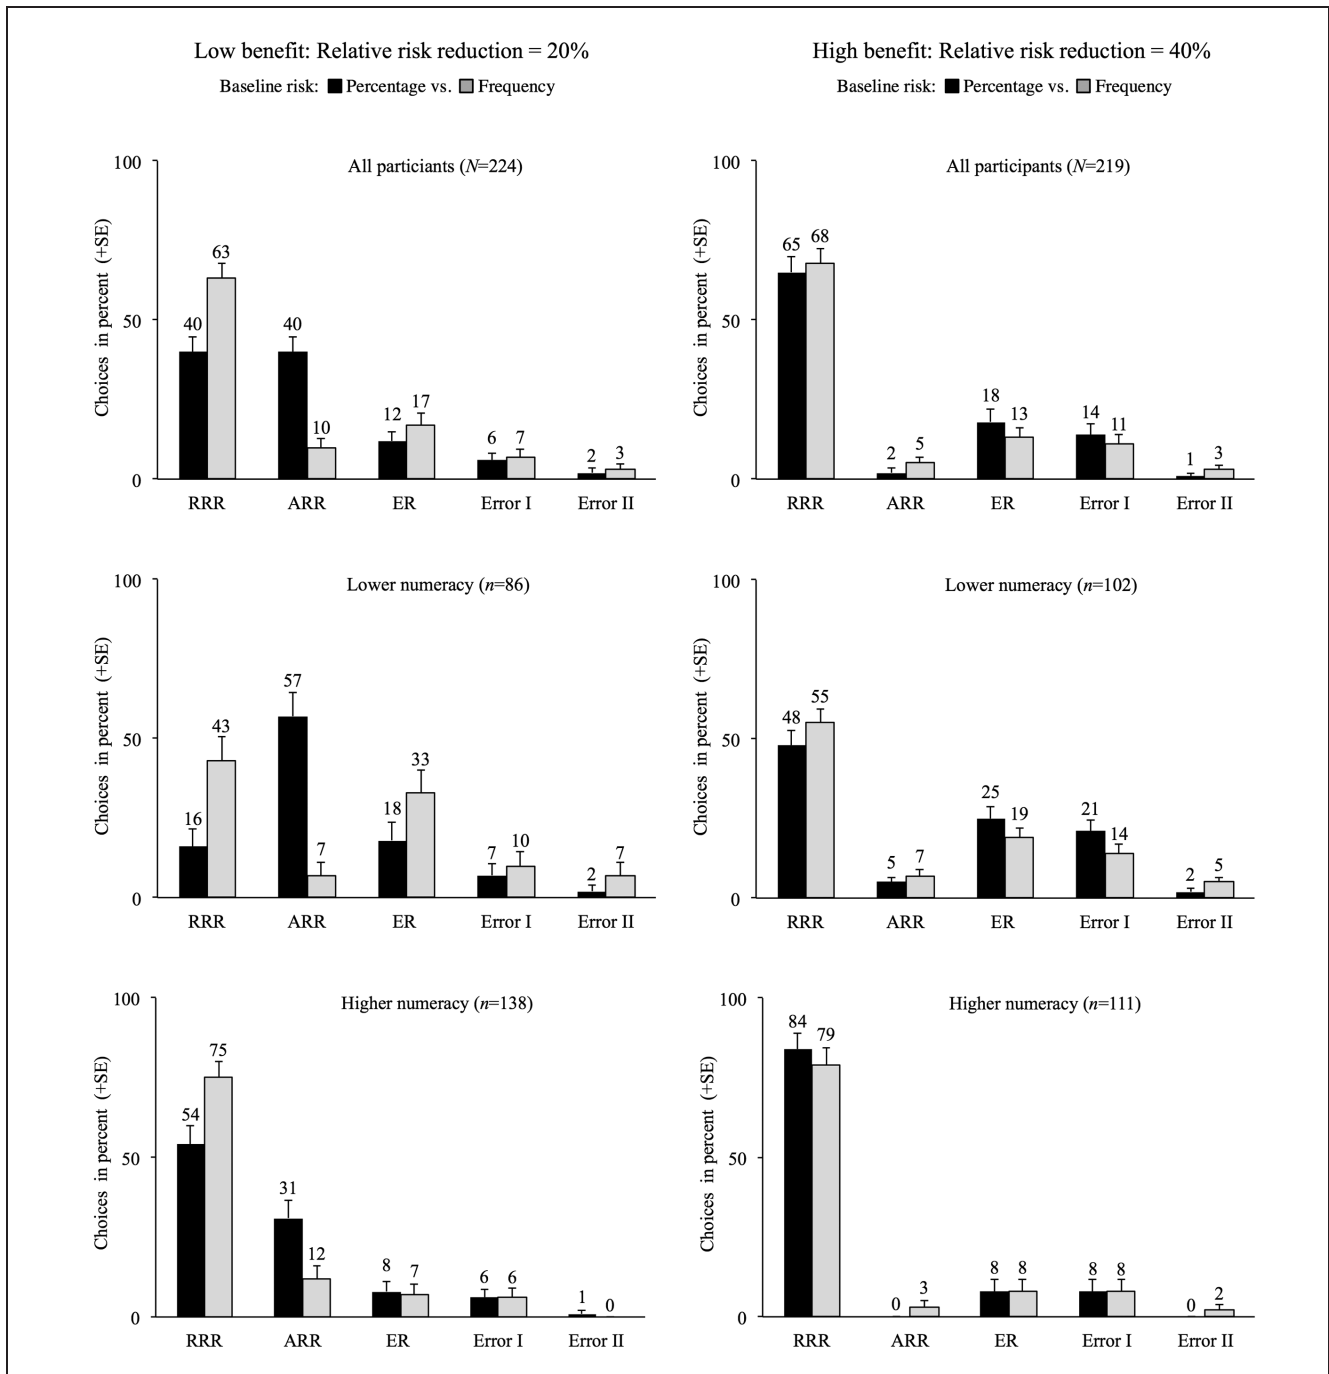 Low benefit: Relative risk reduction = 20%
Baseline risk: Percentage vs. Frequency
High benefit: Relative risk reduction = 40%
Baseline risk: Percentage vs. Frequency
All particiants (N=224)
Choices in percent (+SE)
100
50
0
40 63
40 10
12 17
6 7
2 3
RRR ARR ER Error I Error II
All participants (N=219)
Choices in percent (+SE)
100
50
0
65 68
2 5
18 13
14 11
1 3
RRR ARR ER Error I Error II
Lower numeracy (n=86)
Choices in percent (+SE)
100
50
0
16 43
57 7
18 33
7 10
2 7
RRR ARR ER Error I Error II
Lower numeracy (n=102)
Choices in percent (+SE)
100
50
0
48 55
5 7
25 19
21 14
2 5
RRR ARR ER Error I Error II
Higher numeracy (n=138)
Choices in percent (+SE)
100
50
0
54 75
31 12
8 7
6 6
1 0
RRR ARR ER Error I Error II
Higher numeracy (n=111)
Choices in percent (+SE)
100
50
0
84 79
0 3
8 8
8 8
0 2
RRR ARR ER Error I Error II